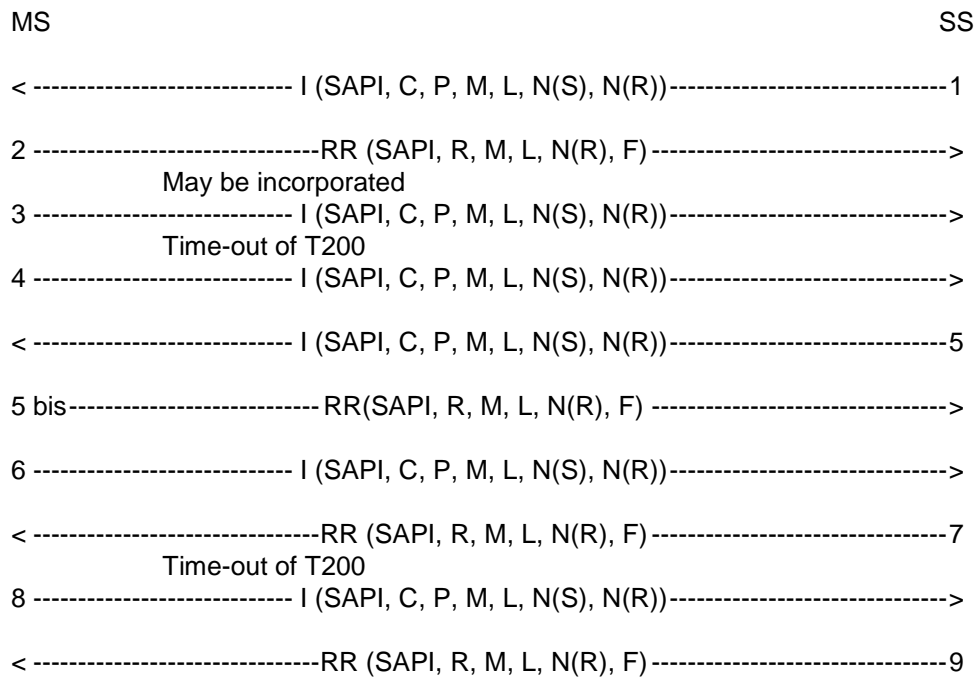 MS SS
< ----------------------------- I (SAPI, C, P, M, L, N(S), N(R))-------------------------------1
2 --------------------------------RR (SAPI, R, M, L, N(R), F) --------------------------------->
May be incorporated
3 ----------------------------- I (SAPI, C, P, M, L, N(S), N(R))------------------------------->
Time-out of T200
4 ----------------------------- I (SAPI, C, P, M, L, N(S), N(R))------------------------------->
< ----------------------------- I (SAPI, C, P, M, L, N(S), N(R))-------------------------------5
5 bis---------------------------- RR(SAPI, R, M, L, N(R), F) --------------------------------->
6 ----------------------------- I (SAPI, C, P, M, L, N(S), N(R))------------------------------->
< --------------------------------RR (SAPI, R, M, L, N(R), F) ---------------------------------7
Time-out of T200
8 ----------------------------- I (SAPI, C, P, M, L, N(S), N(R))------------------------------->
< --------------------------------RR (SAPI, R, M, L, N(R), F) ---------------------------------9